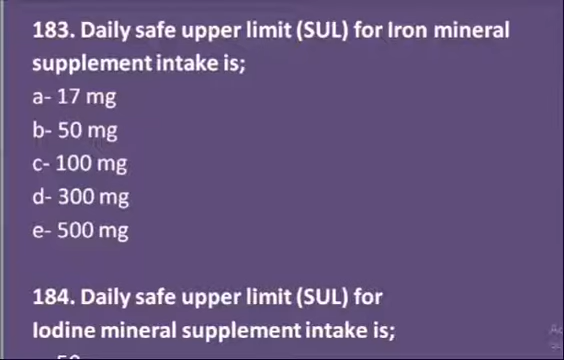 183. Daily safe upper limit (SUL) for Iron mineral
supplement intake is;
a- 17 mg
b- 50 mg
c- 100 mg
d- 300 mg
e- 500 mg
184. Daily safe upper limit (SUL) for
Iodine mineral supplement intake is;